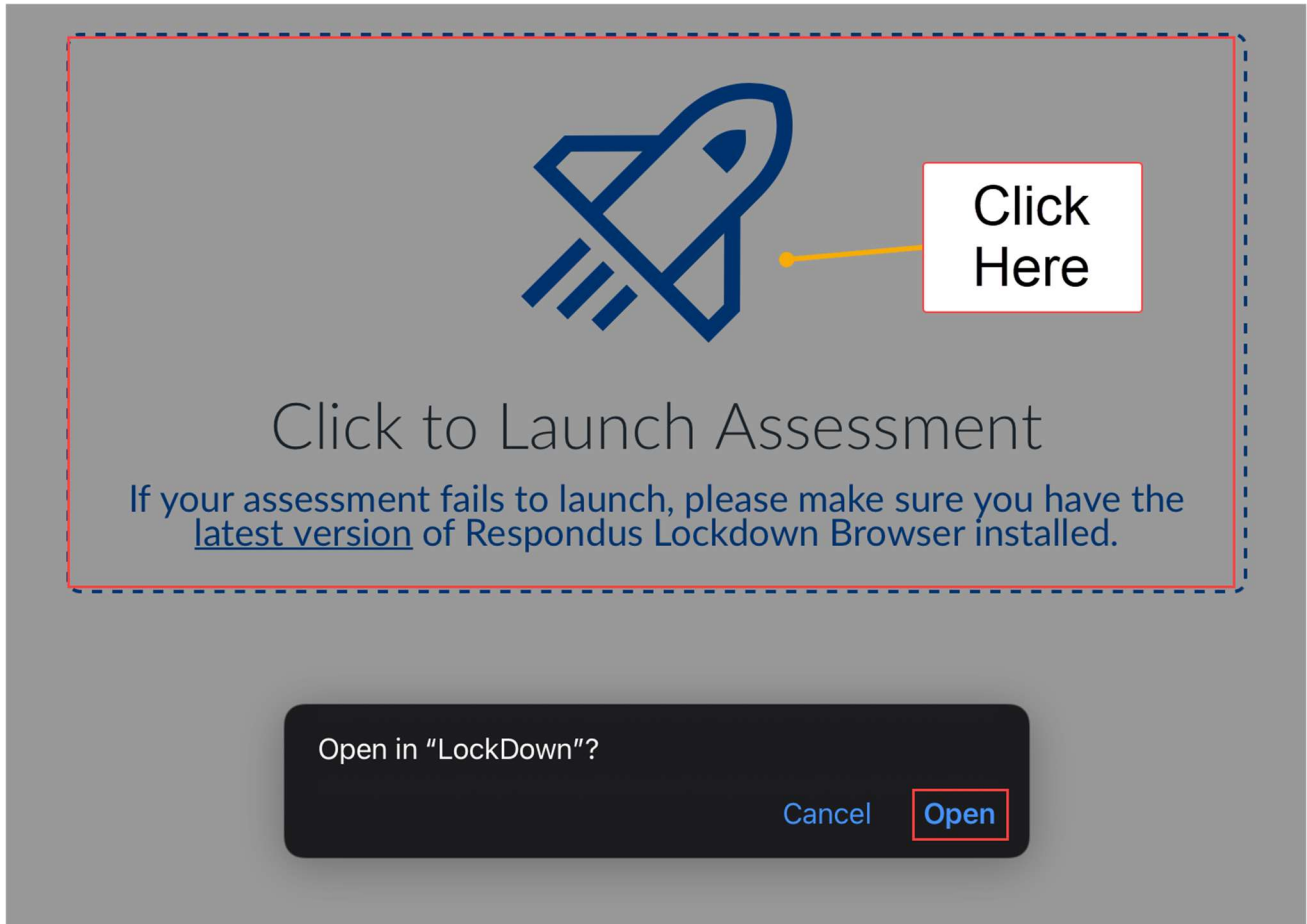 Click
Here
Click to Launch Assessment
If your assessment fails to launch, please make sure you have the
latest version of Respondus Lockdown Browser installed.
Open in “LockDown”?
Cancel Open